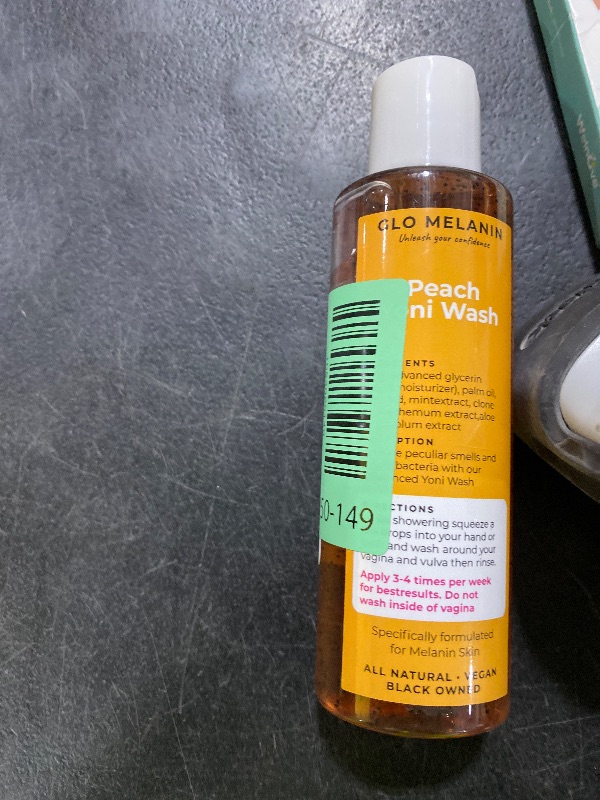 GLO MELANIN
Unleash your confidence
Peach
oni Wash
ENTS
vanced glycerin
moisturizer), palm oil,
d, mintextract, clone
hemum extract,aloe
olum extract
PTION
e peculiar smells and
bacteria with our
nced Yoni Wash
CTIONS
showering squeeze a
rops into your hand or
and wash around your
vagina and vulva then rinse.
Apply 3-4 times per week
for bestresults. Do not
wash inside of vagina
Specifically formulated
for Melanin Skin
ALL NATURAL • VEGAN
BLACK OWNED
50-149